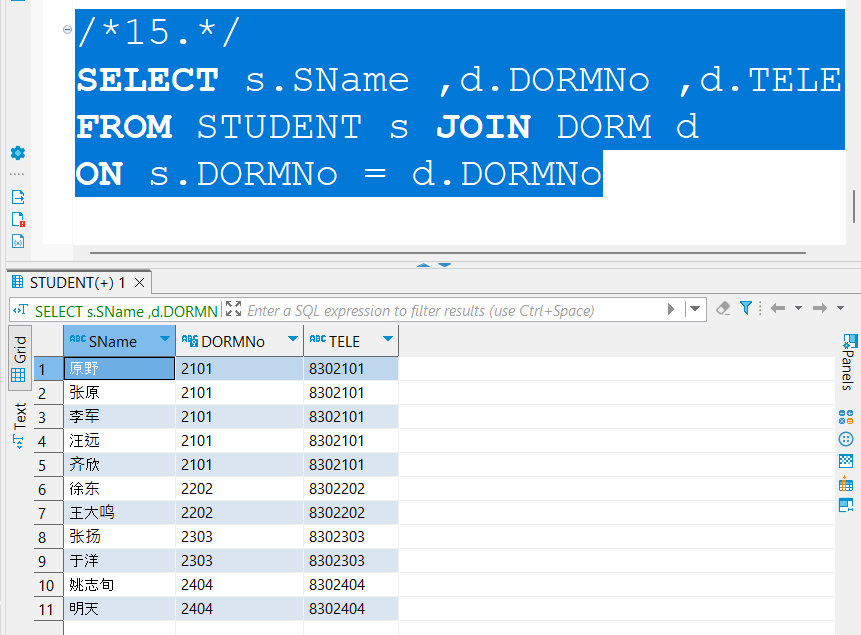 /*15.*/
SELECT s.SName ,d.DORMNo ,d.TELE
FROM STUDENT s JOIN DORM d
ON s.DORMNo = d.DORMNo
STUDENT(+) 1
SELECT s.SName ,d.DORMN Enter a SQL expression to filter results (use Ctrl+Space)
Grid
Text
Panels
ABC SName ABC DORMNo ABC TELE
1 原野 2101 8302101
2 张原 2101 8302101
3 李军 2101 8302101
4 汪远 2101 8302101
5 齐欣 2101 8302101
6 徐东 2202 8302202
7 王大鸣 2202 8302202
8 张扬 2303 8302303
9 于洋 2303 8302303
10 姚志旬 2404 8302404
11 明天 2404 8302404